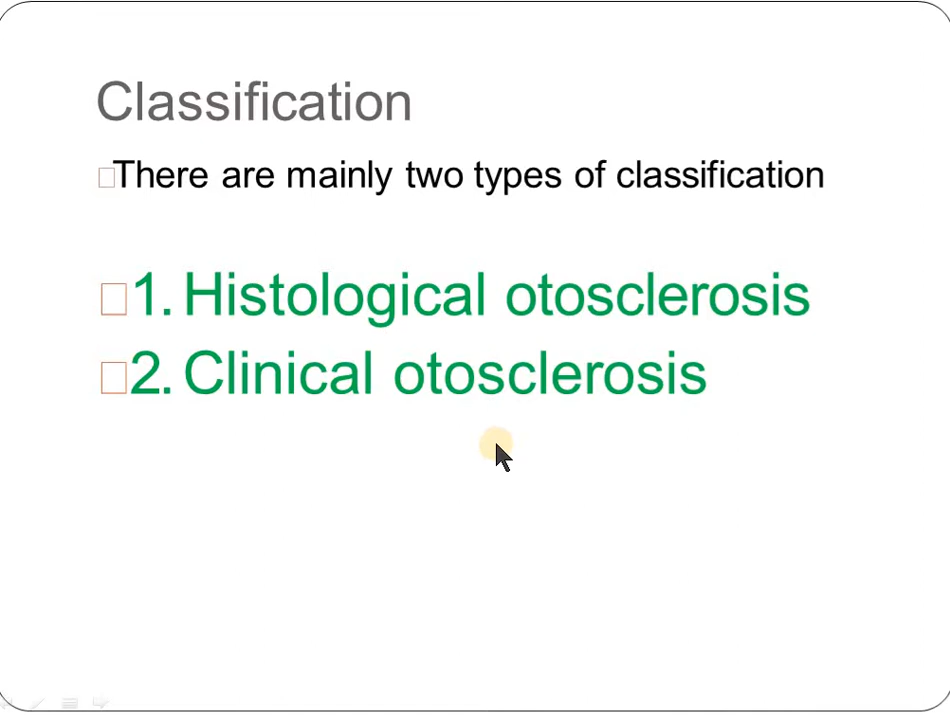 Classification
There are mainly two types of classification
1. Histological otosclerosis
2. Clinical otosclerosis